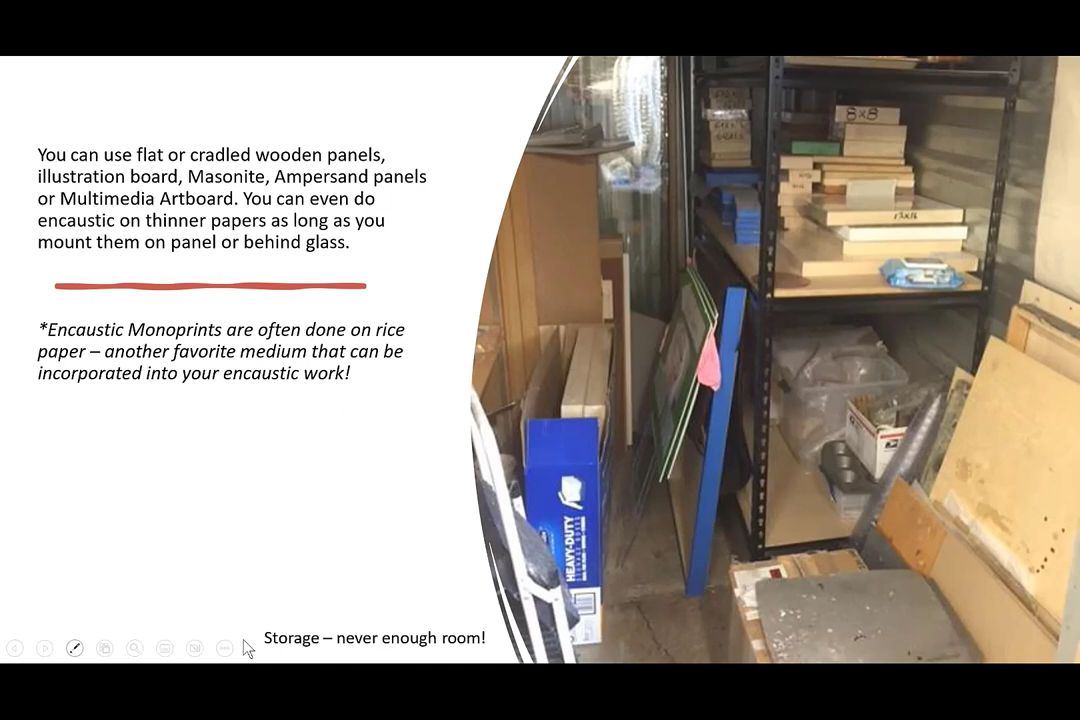 You can use flat or cradled wooden panels,
illustration board, Masonite, Ampersand panels
or Multimedia Artboard. You can even do
encaustic on thinner papers as long as you
mount them on panel or behind glass.
*Encaustic Monoprints are often done on rice
paper – another favorite medium that can be
incorporated into your encaustic work!
Storage – never enough room!
8x8
12x16
HEAVY-DUTY